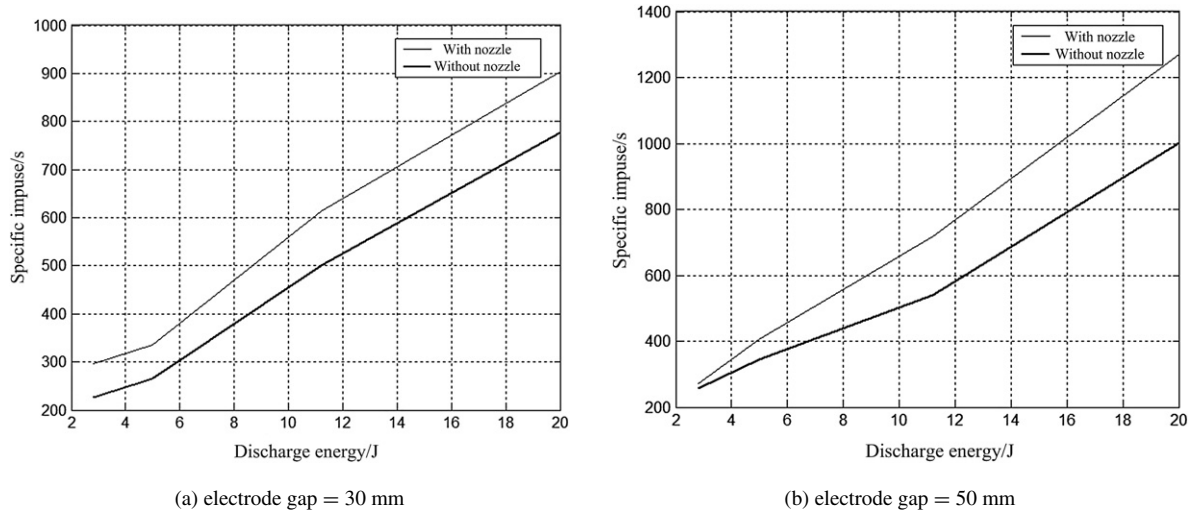 1000
900
800
700
600
500
400
300
200
2 4 6 8 10 12 14 16 18 20
Specific impuse/s
Discharge energy/J
With nozzle
Without nozzle
(a) electrode gap = 30 mm
1400
1200
1000
800
600
400
200
2 4 6 8 10 12 14 16 18 20
Specific impuse/s
Discharge energy/J
With nozzle
Without nozzle
(b) electrode gap = 50 mm